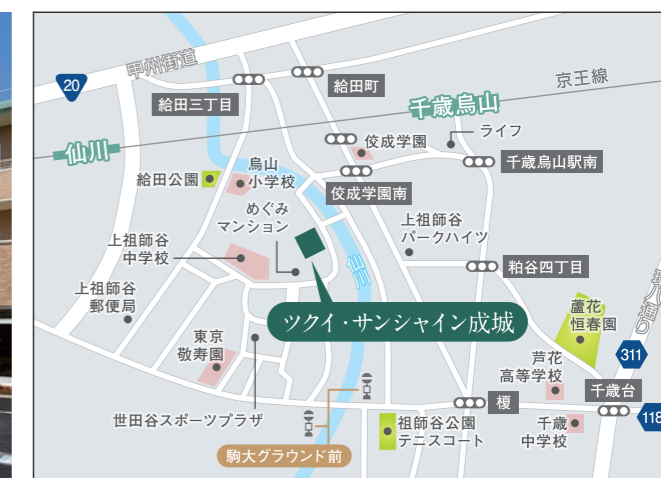 20
甲州街道
給田三丁目
給田町
京王線
千歳烏山
仙川
佼成学園
ライフ
千歳烏山駅南
給田公園
烏山
小学校
佼成学園南
めぐみ
マンション
上祖師谷
パークハイツ
上祖師谷
中学校
仙川
粕谷四丁目
環八通り
上祖師谷
郵便局
ツクイ・サンシャイン成城
蘆花
恒春園
311
東京
敬寿園
芦花
高等学校
千歳台
118
榎
世田谷スポーツプラザ
祖師谷公園
テニスコート
千歳
中学校
駒大グラウンド前